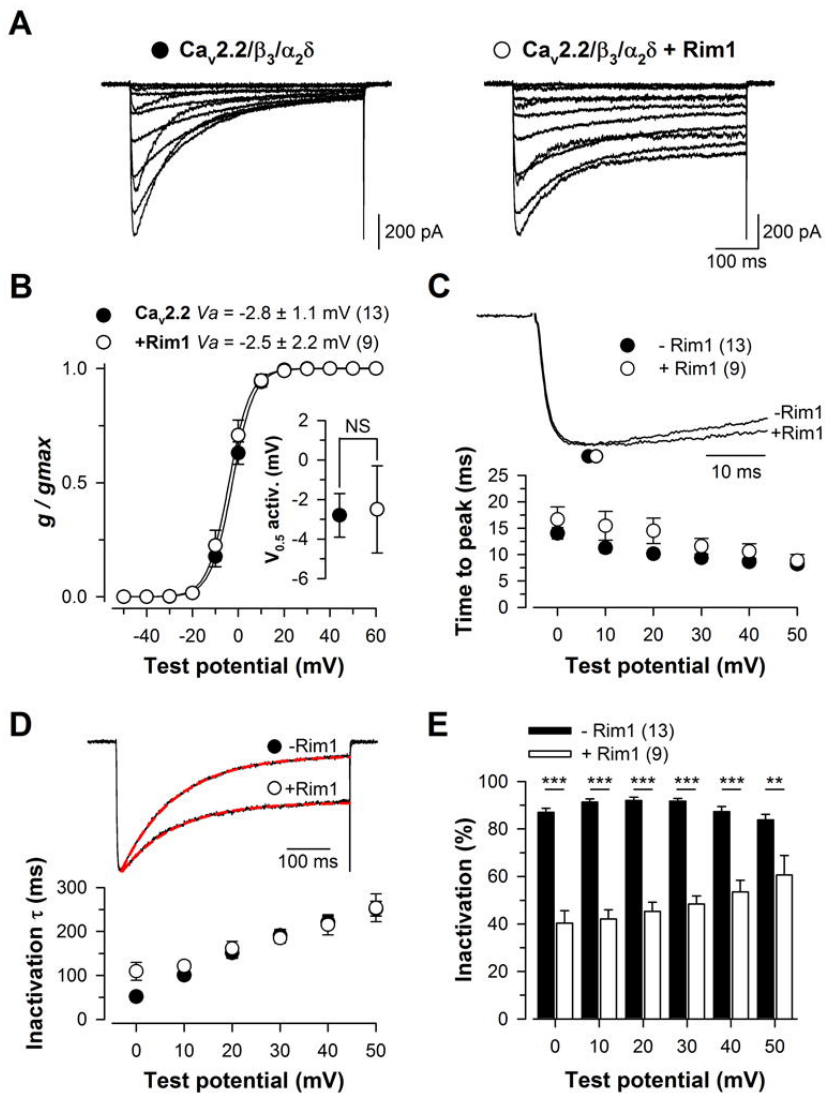 A
● Cav2.2/β3/α2δ
○ Cav2.2/β3/α2δ + Rim1
200 pA
200 pA
100 ms
B
● Cav2.2 Va = -2.8 ± 1.1 mV (13)
○ +Rim1 Va = -2.5 ± 2.2 mV (9)
g / gmax
1.0
0.5
0.0
-40 -20 0 20 40 60
Test potential (mV)
NS
V0.5 activ. (mV)
2
0
-2
-4
-6
C
● - Rim1 (13)
○ + Rim1 (9)
-Rim1
+Rim1
10 ms
Time to peak (ms)
25
20
15
10
5
0
0 10 20 30 40 50
Test potential (mV)
D
● -Rim1
○ +Rim1
100 ms
Inactivation τ (ms)
300
200
100
0
0 10 20 30 40 50
Test potential (mV)
E
- Rim1 (13)
+ Rim1 (9)
*** *** *** *** *** **
Inactivation (%)
100
80
60
40
20
0
0 10 20 30 40 50
Test potential (mV)